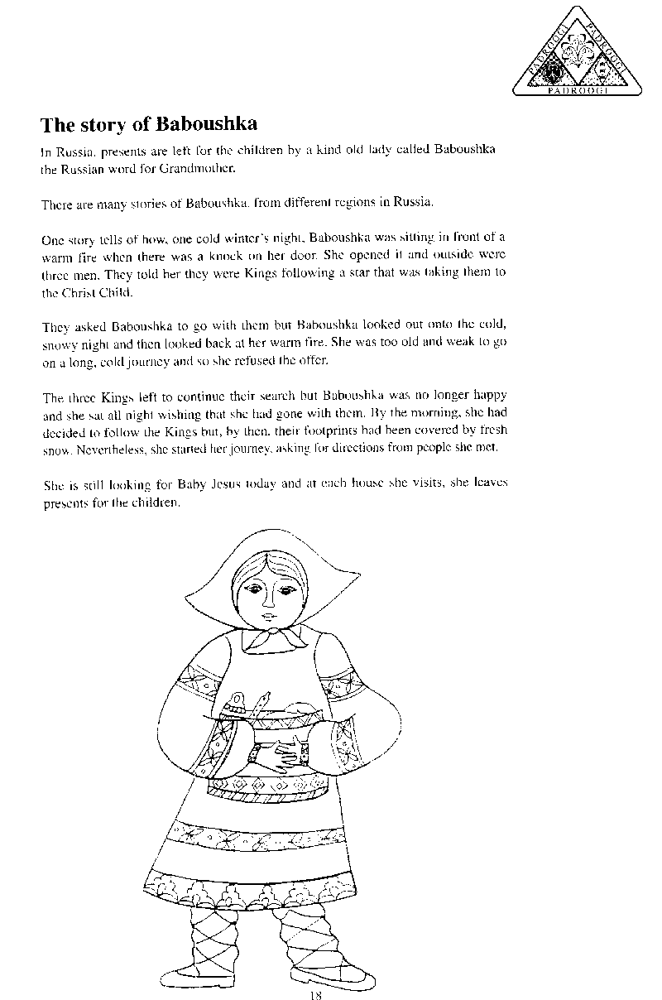 PADROOGI
PADROOGI
PADROOGI
The story of Baboushka
In Russia, presents are left for the children by a kind old lady called Baboushka
the Russian word for Grandmother.
There are many stories of Baboushka, from different regions in Russia.
One story tells of how, one cold winter's night, Baboushka was sitting in front of a
warm fire when there was a knock on her door. She opened it and outside were
three men. They told her they were Kings following a star that was taking them to
the Christ Child.
They asked Baboushka to go with them but Baboushka looked out onto the cold,
snowy night and then looked back at her warm fire. She was too old and weak to go
on a long, cold journey and so she refused the offer.
The three Kings left to continue their search but Baboushka was no longer happy
and she sat all night wishing that she had gone with them. By the morning, she had
decided to follow the Kings but, by then, their footprints had been covered by fresh
snow. Nevertheless, she started her journey, asking for directions from people she met.
She is still looking for Baby Jesus today and at each house she visits, she leaves
presents for the children.
18